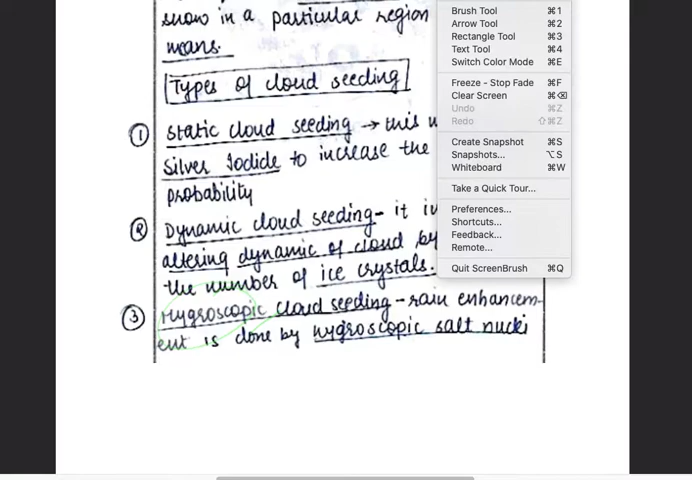 snow in a particular region
means.
Types of cloud seeding
① Static cloud seeding → this
Silver Iodide to increase the
probability
② Dynamic cloud seeding - it
altering dynamic of cloud by
the number of ice crystals.
③ Hygroscopic cloud seeding - rain enhancem-
ent is done by hygroscopic salt nuclei
Brush Tool ⌘1
Arrow Tool ⌘2
Rectangle Tool ⌘3
Text Tool ⌘4
Switch Color Mode ⌘E
Freeze - Stop Fade ⌘F
Clear Screen ⌘⌫
Undo ⌘Z
Redo ⇧⌘Z
Create Snapshot ⌘S
Snapshots... ⌥S
Whiteboard ⌘W
Take a Quick Tour...
Preferences...
Shortcuts...
Feedback...
Remote...
Quit ScreenBrush ⌘Q